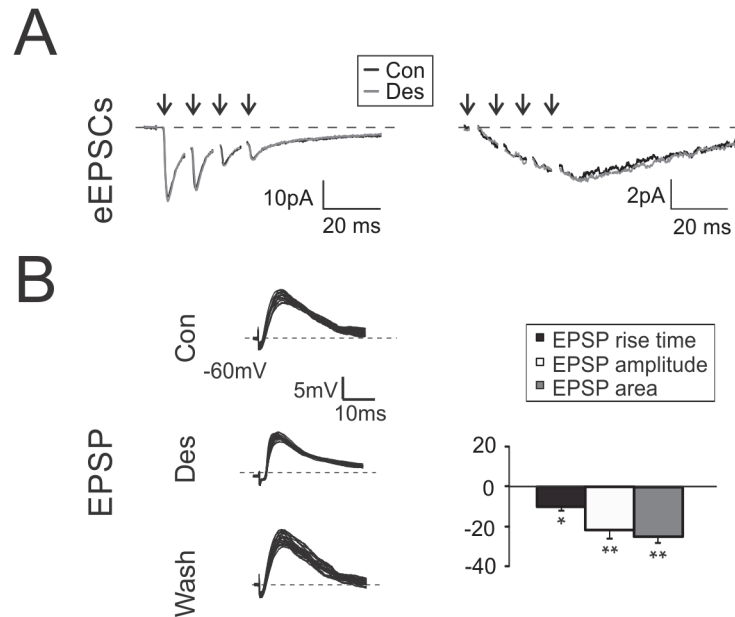 A
Con
Des
eEPSCs
10pA
20 ms
2pA
20 ms
B
Con
-60mV
5mV
10ms
EPSP
Des
Wash
EPSP rise time
EPSP amplitude
EPSP area
20
0
-20
-40
*
**
**